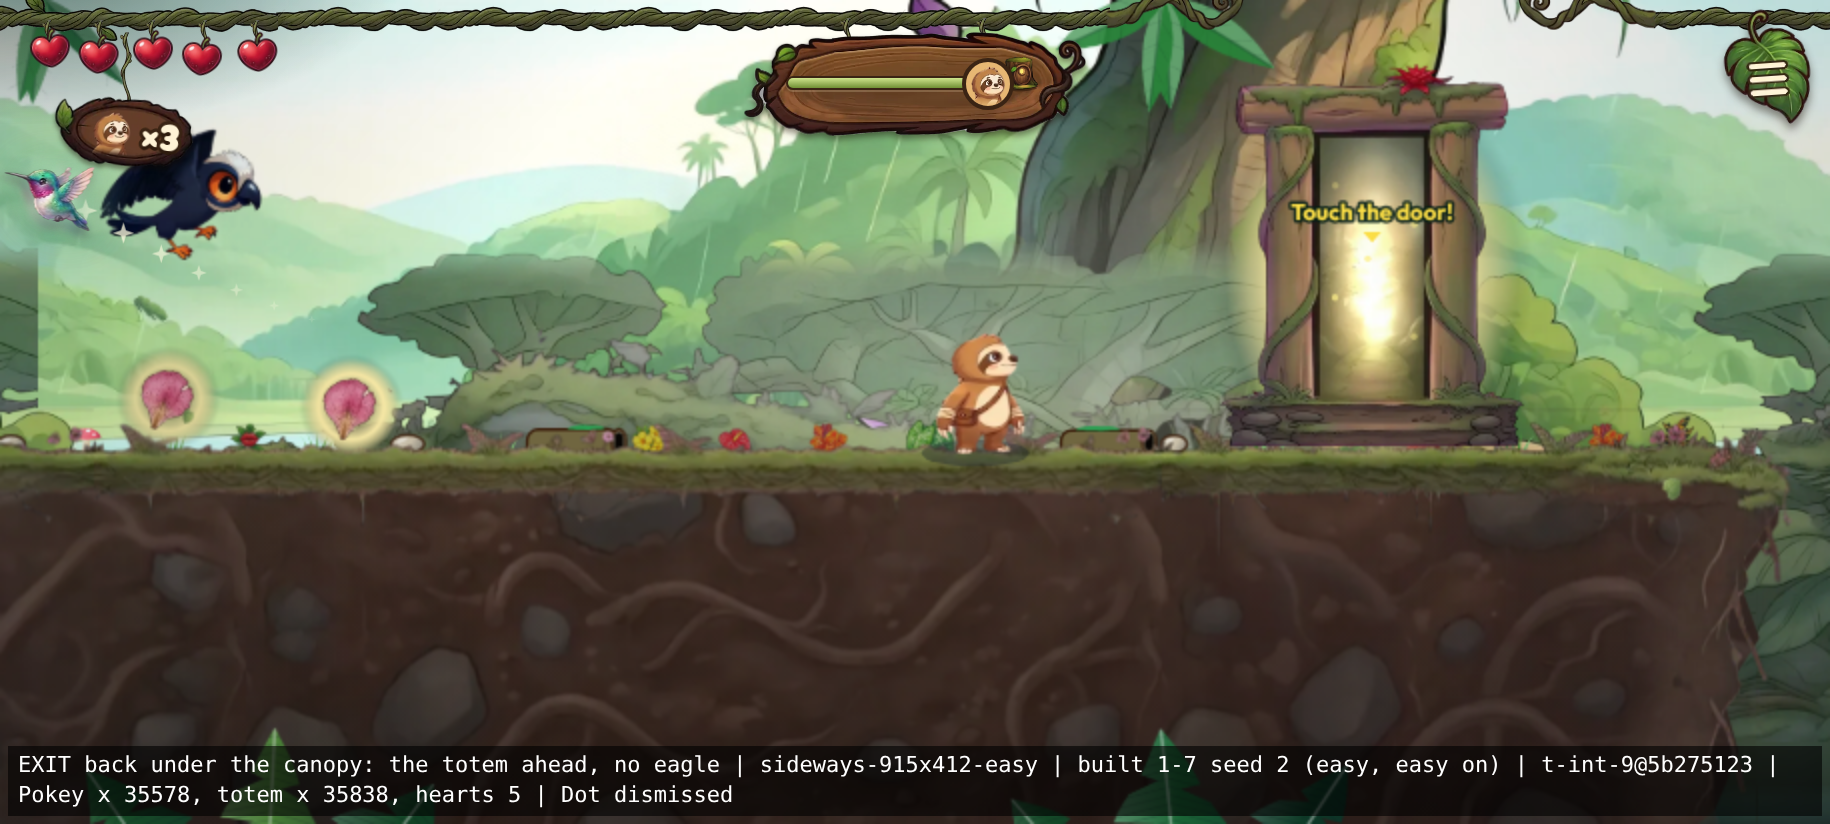 x3
Touch the door!
EXIT back under the canopy: the totem ahead, no eagle | sideways-915x412-easy | built 1-7 seed 2 (easy, easy on) | t-int-9@5b275123 |
Pokey x 35578, totem x 35838, hearts 5 | Dot dismissed